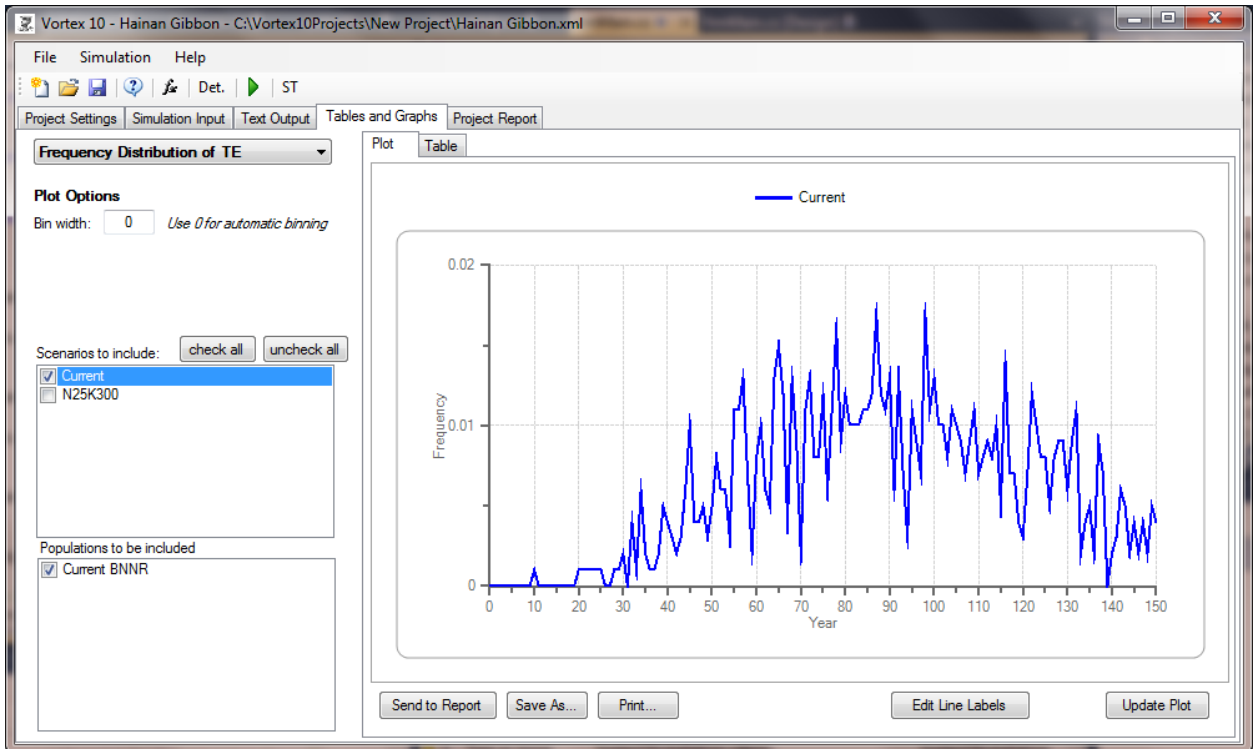 Vortex 10 - Hainan Gibbon - C:\Vortex10Projects\New Project\Hainan Gibbon.xml
File Simulation Help
fx Det. ST
Project Settings Simulation Input Text Output Tables and Graphs Project Report
Frequency Distribution of TE
Plot Options
Bin width: 0 Use 0 for automatic binning
Scenarios to include: check all uncheck all
Current
N25K300
Populations to be included
Current BNNR
Plot Table
Current
0.02
0.01
0
Frequency
0 10 20 30 40 50 60 70 80 90 100 110 120 130 140 150
Year
Send to Report Save As... Print... Edit Line Labels Update Plot